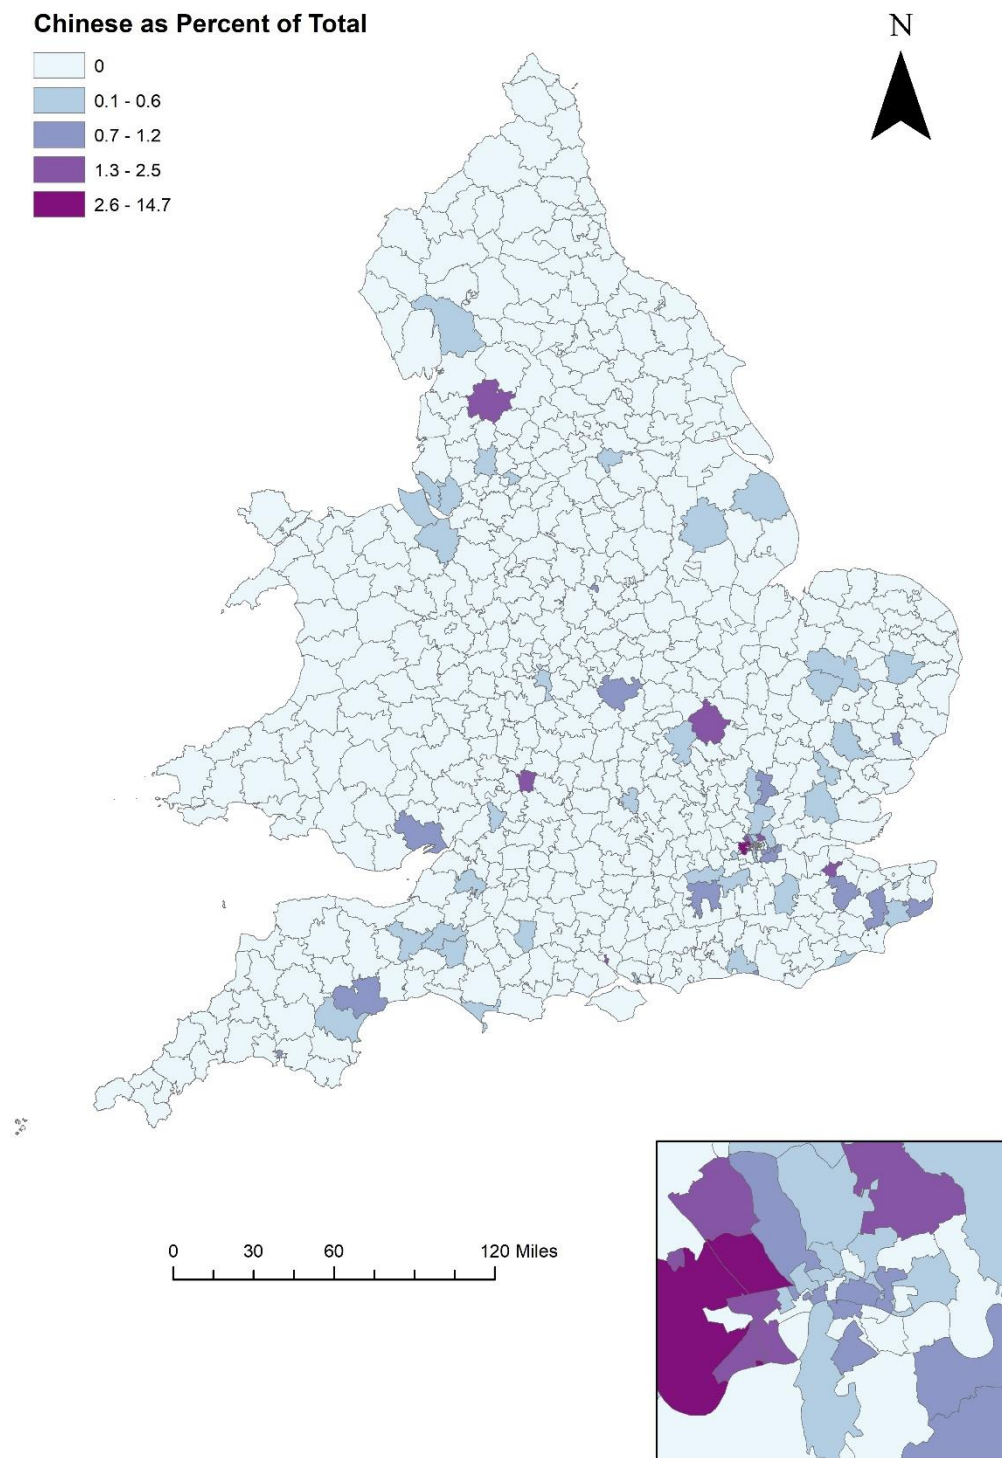 Chinese as Percent of Total
N
0
0.1 - 0.6
0.7 - 1.2
1.3 - 2.5
2.6 - 14.7
0 30 60 120 Miles